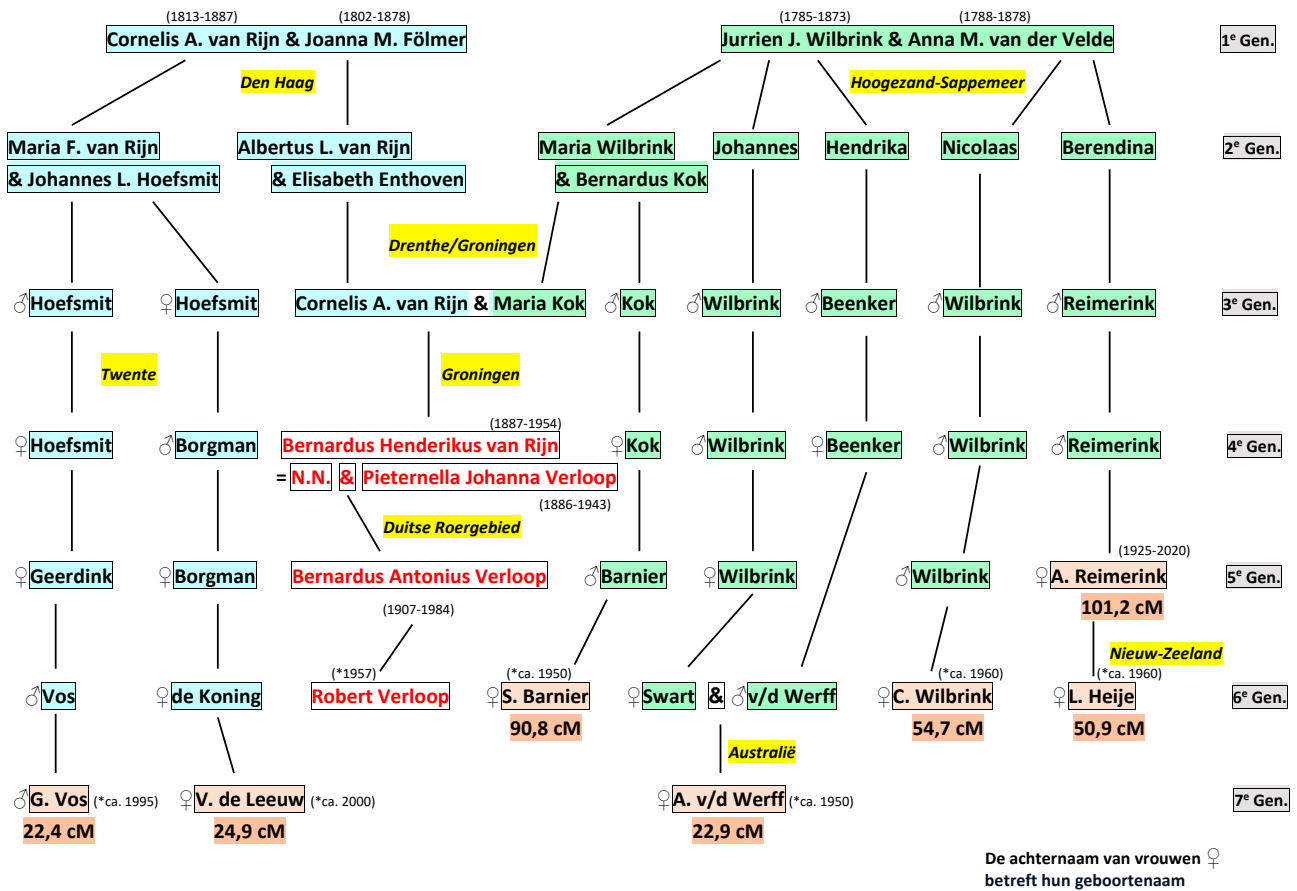 (1813-1887) (1802-1878) (1785-1873) (1788-1878)
Cornelis A. van Rijn & Joanna M. Fölmer Jurrien J. Wilbrink & Anna M. van der Velde 1e Gen.
Den Haag Hoogezand-Sappemeer
Maria F. van Rijn Albertus L. van Rijn Maria Wilbrink Johannes Hendrika Nicolaas Berendina 2e Gen.
& Johannes L. Hoefsmit & Elisabeth Enthoven & Bernardus Kok
Drenthe/Groningen
♂Hoefsmit ♀Hoefsmit Cornelis A. van Rijn & Maria Kok ♂Kok ♂Wilbrink ♂Beenker ♂Wilbrink ♂Reimerink 3e Gen.
Twente Groningen
(1887-1954)
♀Hoefsmit ♂Borgman Bernardus Henderikus van Rijn ♀Kok ♂Wilbrink ♀Beenker ♂Wilbrink ♂Reimerink 4e Gen.
= N.N. & Pieternella Johanna Verloop
(1886-1943)
Duitse Roergebied
(1925-2020)
♀Geerdink ♀Borgman Bernardus Antonius Verloop ♂Barnier ♀Wilbrink ♂Wilbrink ♀A. Reimerink 5e Gen.
(1907-1984) 101,2 cM
Nieuw-Zeeland
(*1957) (*ca. 1950) (*ca. 1960) (*ca. 1960)
♂Vos ♀de Koning Robert Verloop ♀S. Barnier ♀Swart & ♂v/d Werff ♀C. Wilbrink ♀L. Heije 6e Gen.
90,8 cM 54,7 cM 50,9 cM
Australië
♂G. Vos (*ca. 1995) ♀V. de Leeuw (*ca. 2000) ♀A. v/d Werff (*ca. 1950) 7e Gen.
22,4 cM 24,9 cM 22,9 cM
De achternaam van vrouwen ♀
betreft hun geboortenaam